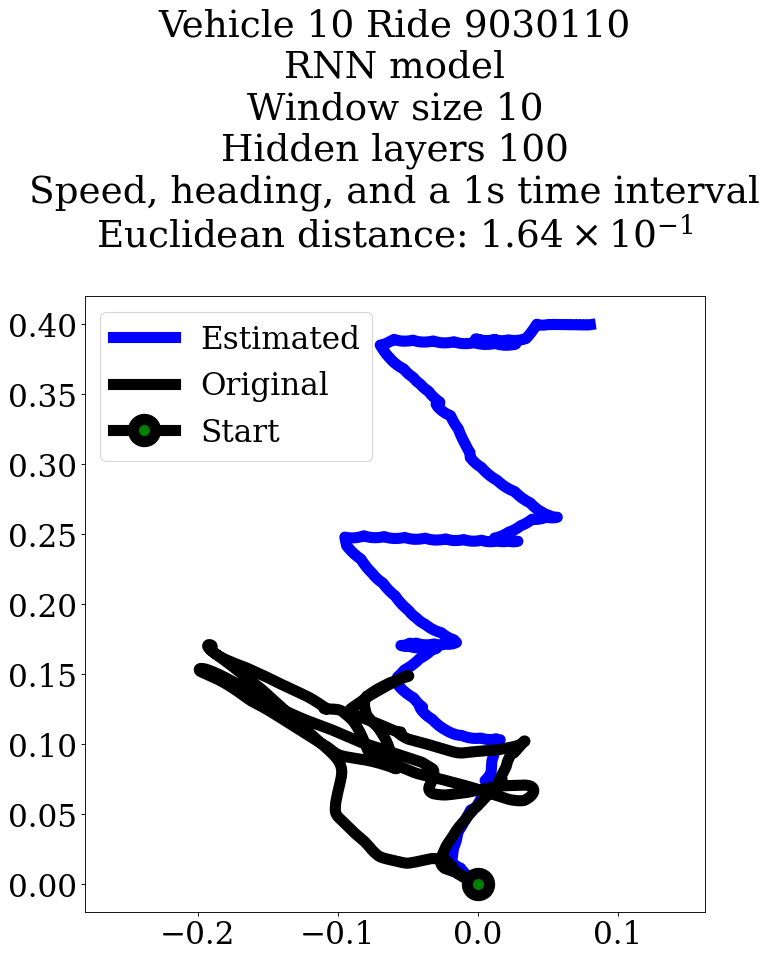 Vehicle 10 Ride 9030110
RNN model
Window size 10
Hidden layers 100
Speed, heading, and a 1s time interval
Euclidean distance: 1.64 × 10⁻¹
Estimated
Original
Start
0.40
0.35
0.30
0.25
0.20
0.15
0.10
0.05
0.00
−0.2 −0.1 0.0 0.1